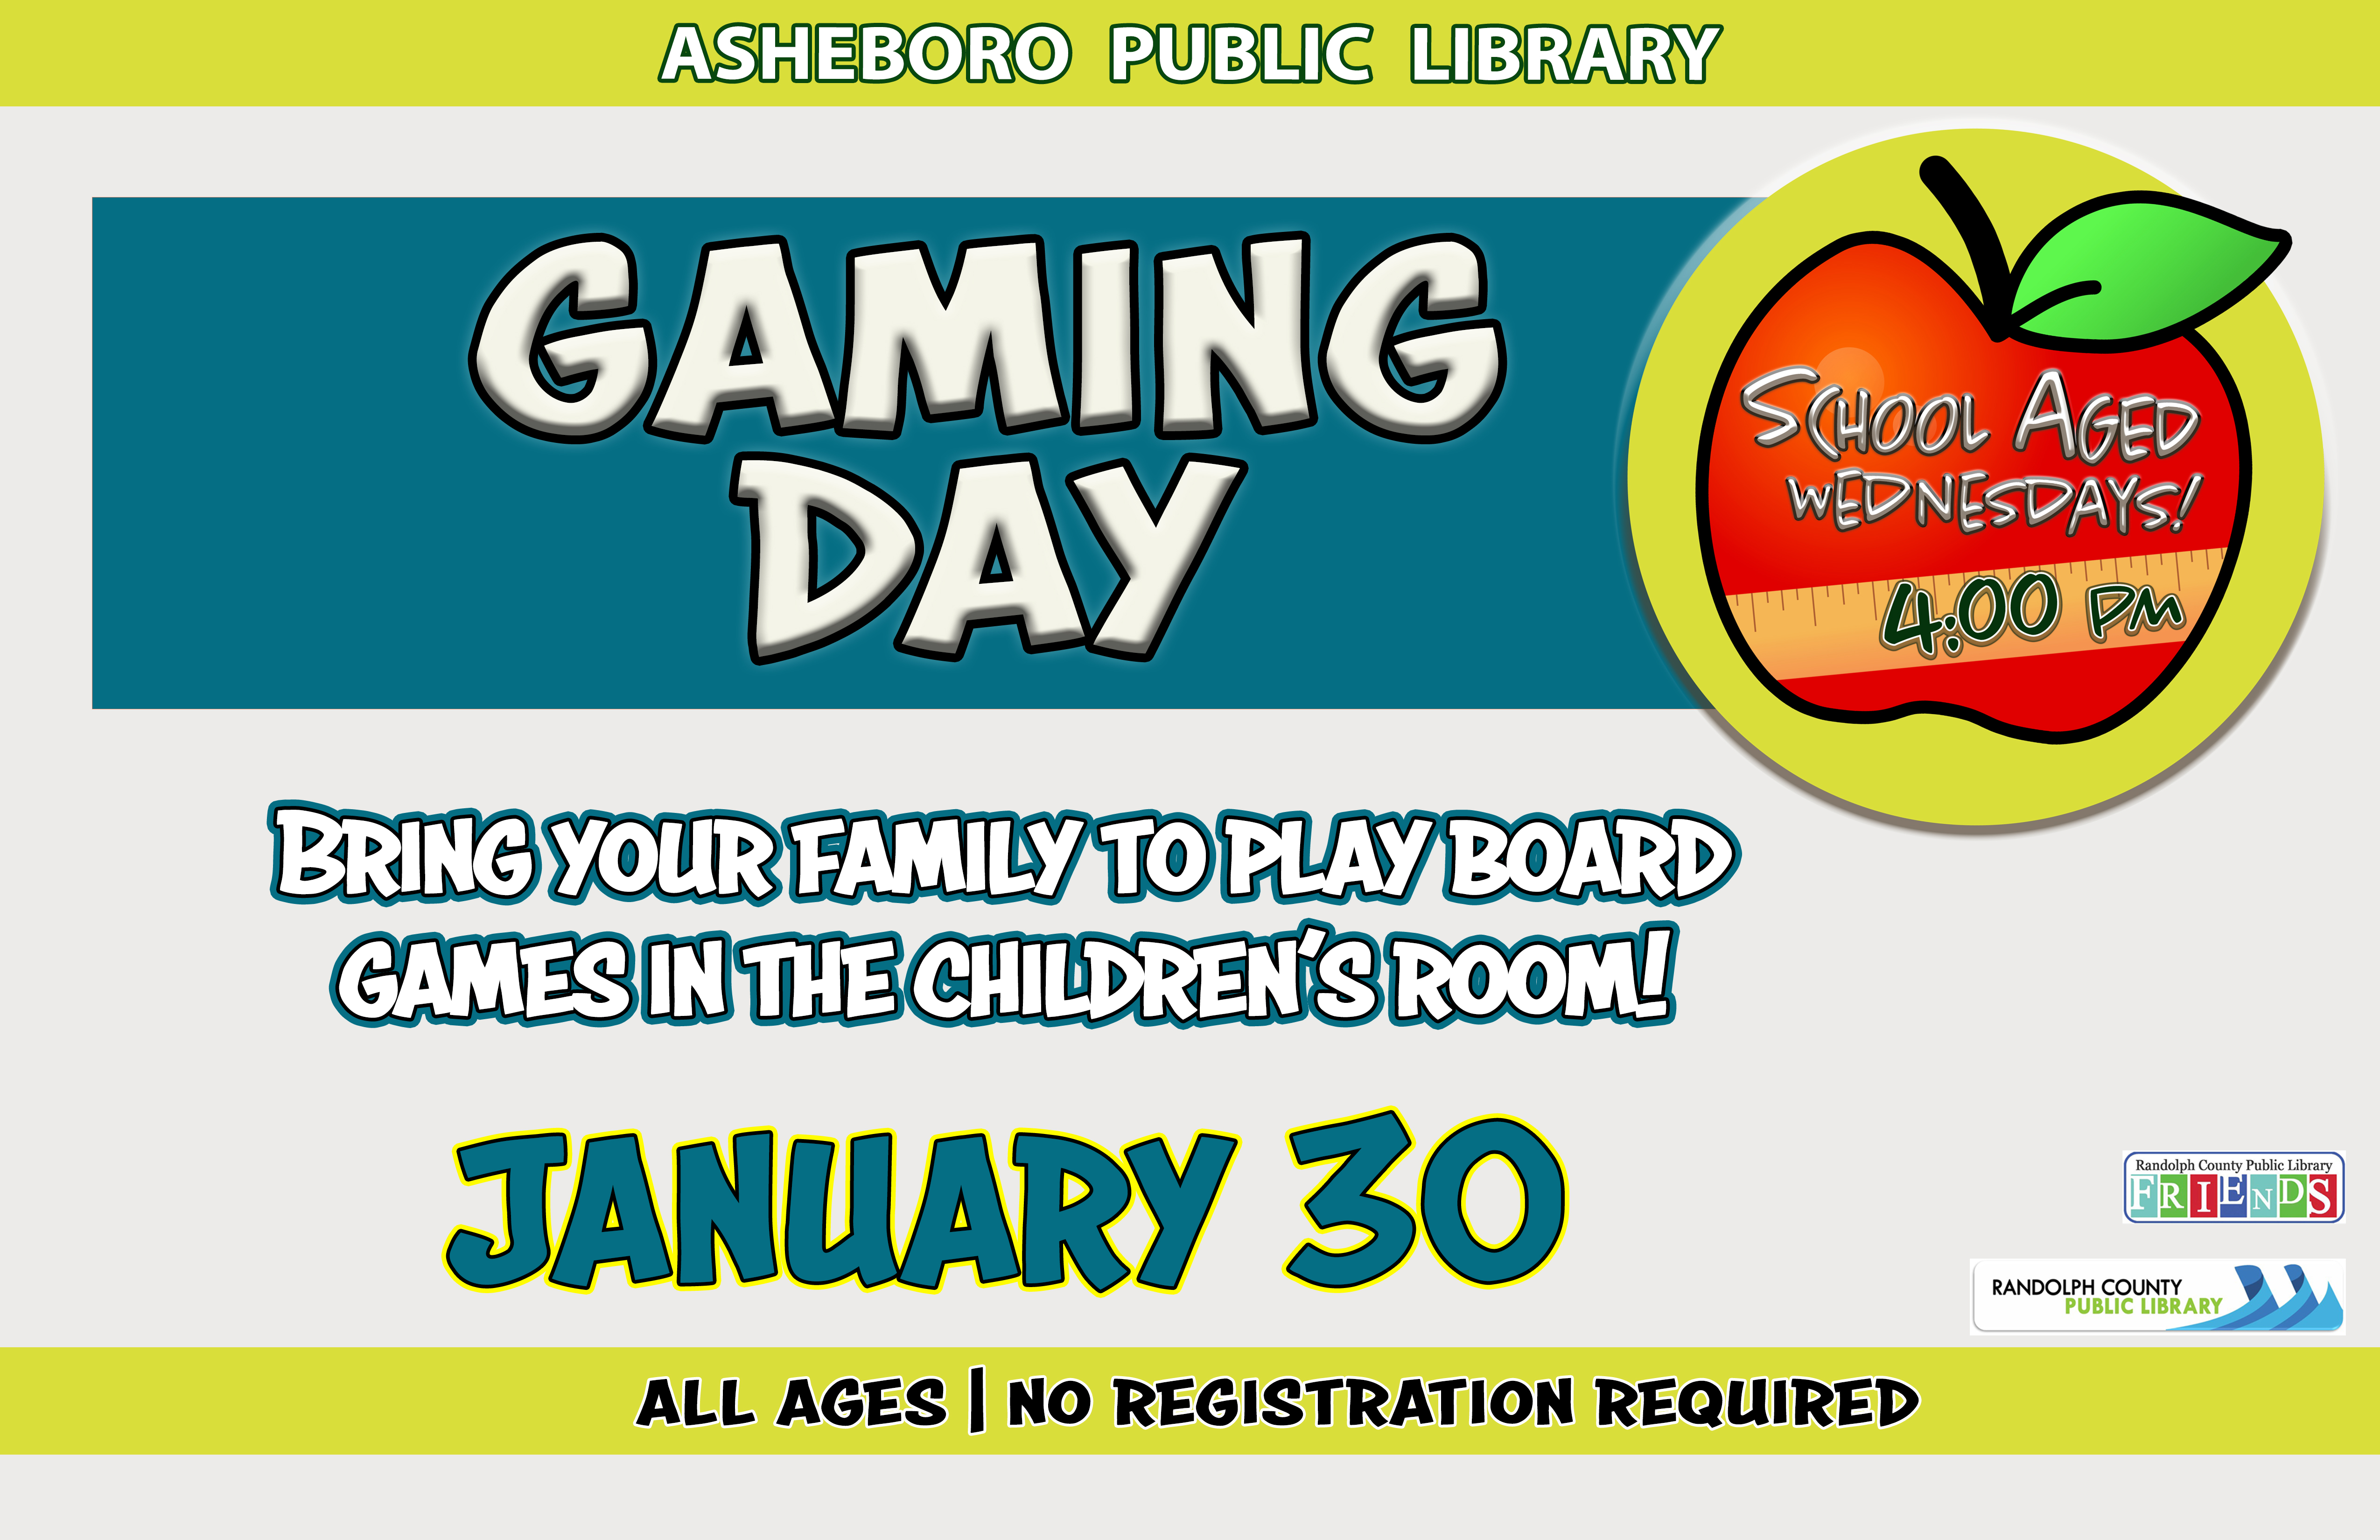 ASHEBORO PUBLIC LIBRARY
GAMING
DAY
SCHOOL AGED
WEDNESDAYS!
4:00 PM
BRING YOUR FAMILY TO PLAY BOARD
GAMES IN THE CHILDREN'S ROOM!
JANUARY 30
Randolph County Public Library
FRIENDS
RANDOLPH COUNTY
PUBLIC LIBRARY
ALL AGES | NO REGISTRATION REQUIRED